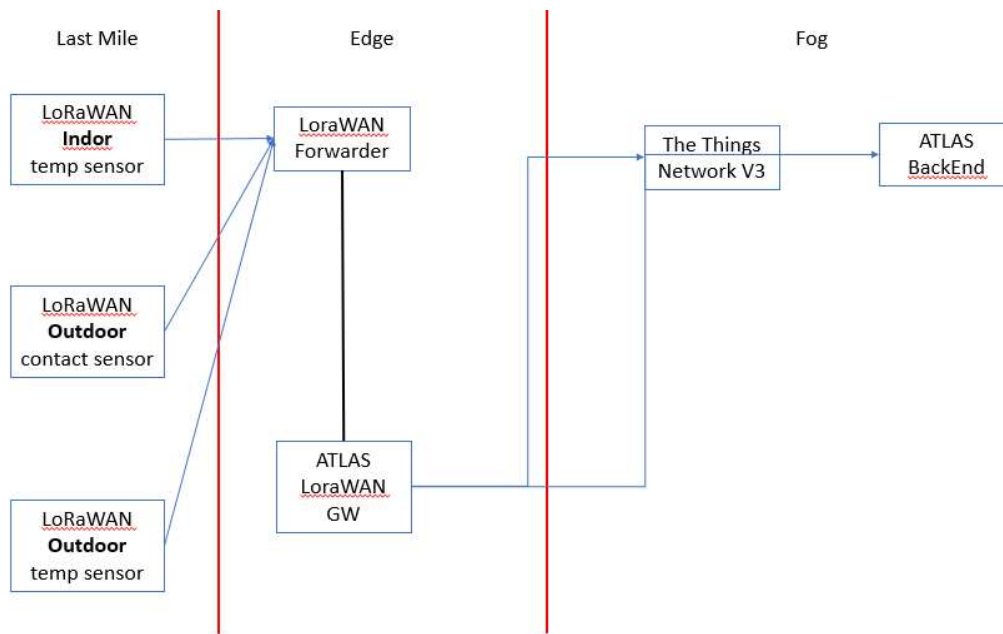 Last Mile
Edge
Fog
LoRaWAN
Indor
temp sensor
LoraWAN
Forwarder
The Things
Network V3
ATLAS
BackEnd
LoRaWAN
Outdoor
contact sensor
ATLAS
LoraWAN
GW
LoRaWAN
Outdoor
temp sensor